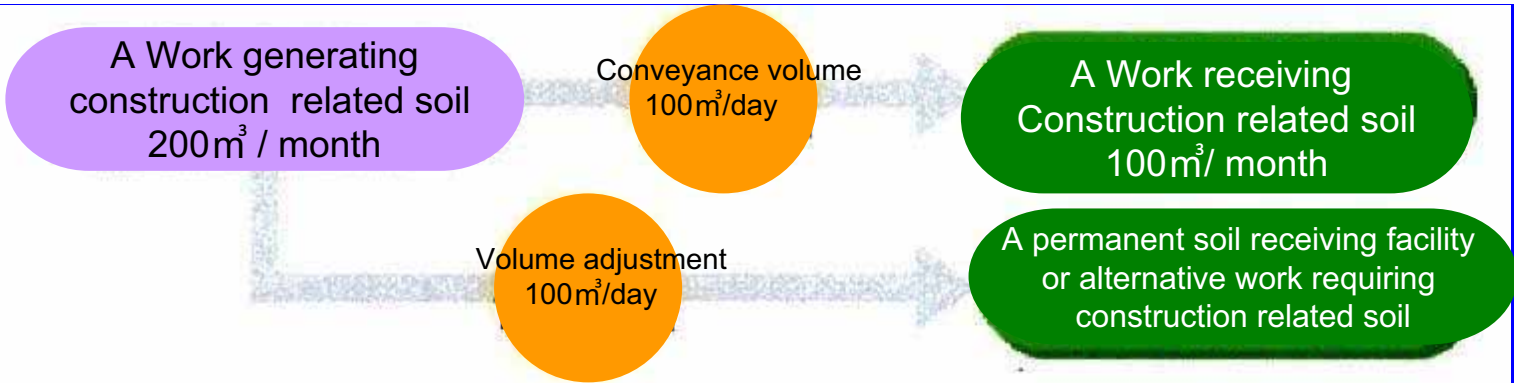 A Work generating
construction related soil
200㎥ / month
Conveyance volume
100㎥/day
A Work receiving
Construction related soil
100㎥/ month
Volume adjustment
100㎥/day
A permanent soil receiving facility
or alternative work requiring
construction related soil